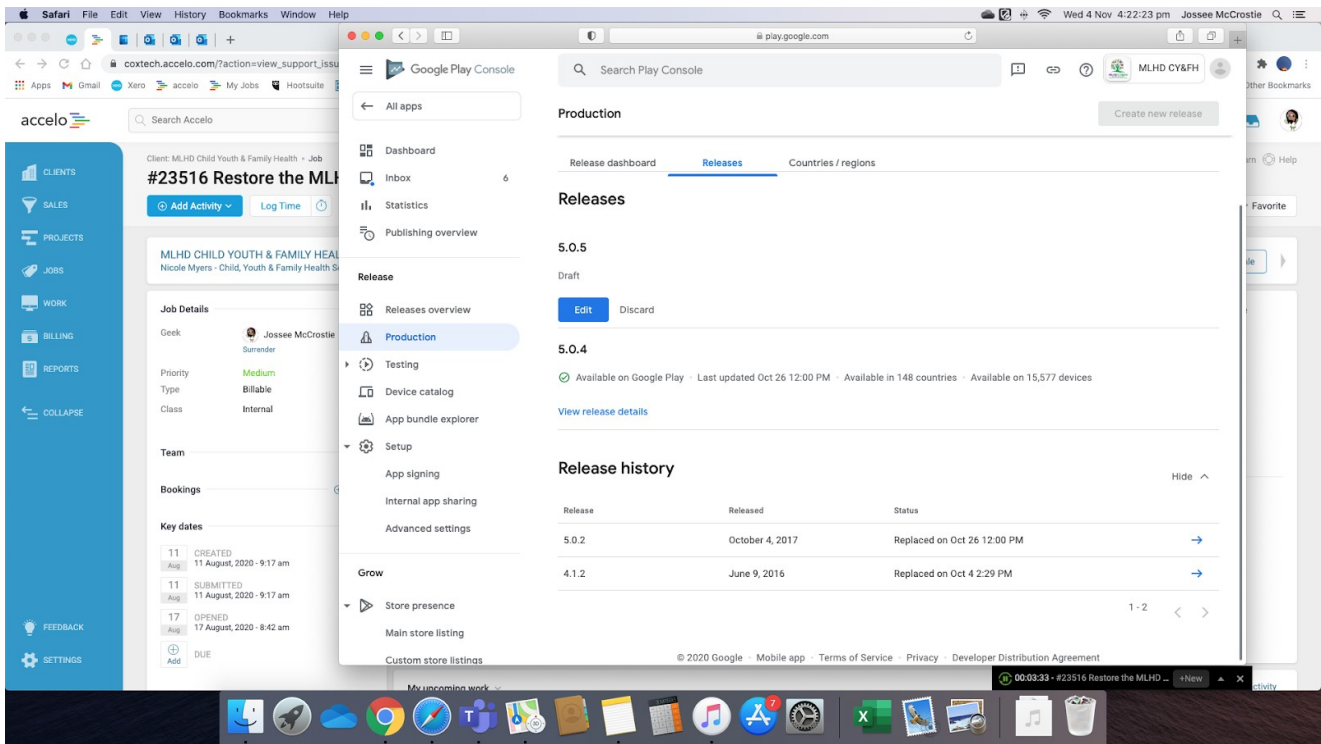 Safari File Edit View History Bookmarks Window Help
Wed 4 Nov 4:22:23 pm Jossee McCrostie
coxtech.accelo.com/?action=view_support_issu
Apps Gmail Xero accelo My Jobs Hootsuite
Other Bookmarks
accelo
Search Accelo
CLIENTS
SALES
PROJECTS
JOBS
WORK
BILLING
REPORTS
COLLAPSE
FEEDBACK
SETTINGS
Client: MLHD Child Youth & Family Health Job
#23516 Restore the MLH
Add Activity Log Time
MLHD CHILD YOUTH & FAMILY HEAL
Nicole Myers - Child, Youth & Family Health S
Job Details
Geek Jossee McCrostie
Surrender
Priority Medium
Type Billable
Class Internal
Team
Bookings
Key dates
11 Aug CREATED
11 August, 2020 - 9:17 am
11 Aug SUBMITTED
11 August, 2020 - 9:17 am
17 Aug OPENED
17 August, 2020 - 8:42 am
Add DUE
My upcoming work
Help
Favorite
play.google.com
Google Play Console
Search Play Console
MLHD CY&FH
All apps
Dashboard
Inbox 6
Statistics
Publishing overview
Release
Releases overview
Production
Testing
Device catalog
App bundle explorer
Setup
App signing
Internal app sharing
Advanced settings
Grow
Store presence
Main store listing
Custom store listings
Production
Create new release
Release dashboard Releases Countries / regions
Releases
5.0.5
Draft
Edit Discard
5.0.4
Available on Google Play · Last updated Oct 26 12:00 PM · Available in 148 countries · Available on 15,577 devices
View release details
Release history
Hide
Release Released Status
5.0.2 October 4, 2017 Replaced on Oct 26 12:00 PM
4.1.2 June 9, 2016 Replaced on Oct 4 2:29 PM
1 - 2
© 2020 Google · Mobile app · Terms of Service · Privacy · Developer Distribution Agreement
00:03:33 - #23516 Restore the MLHD ... +New
ctivity
7